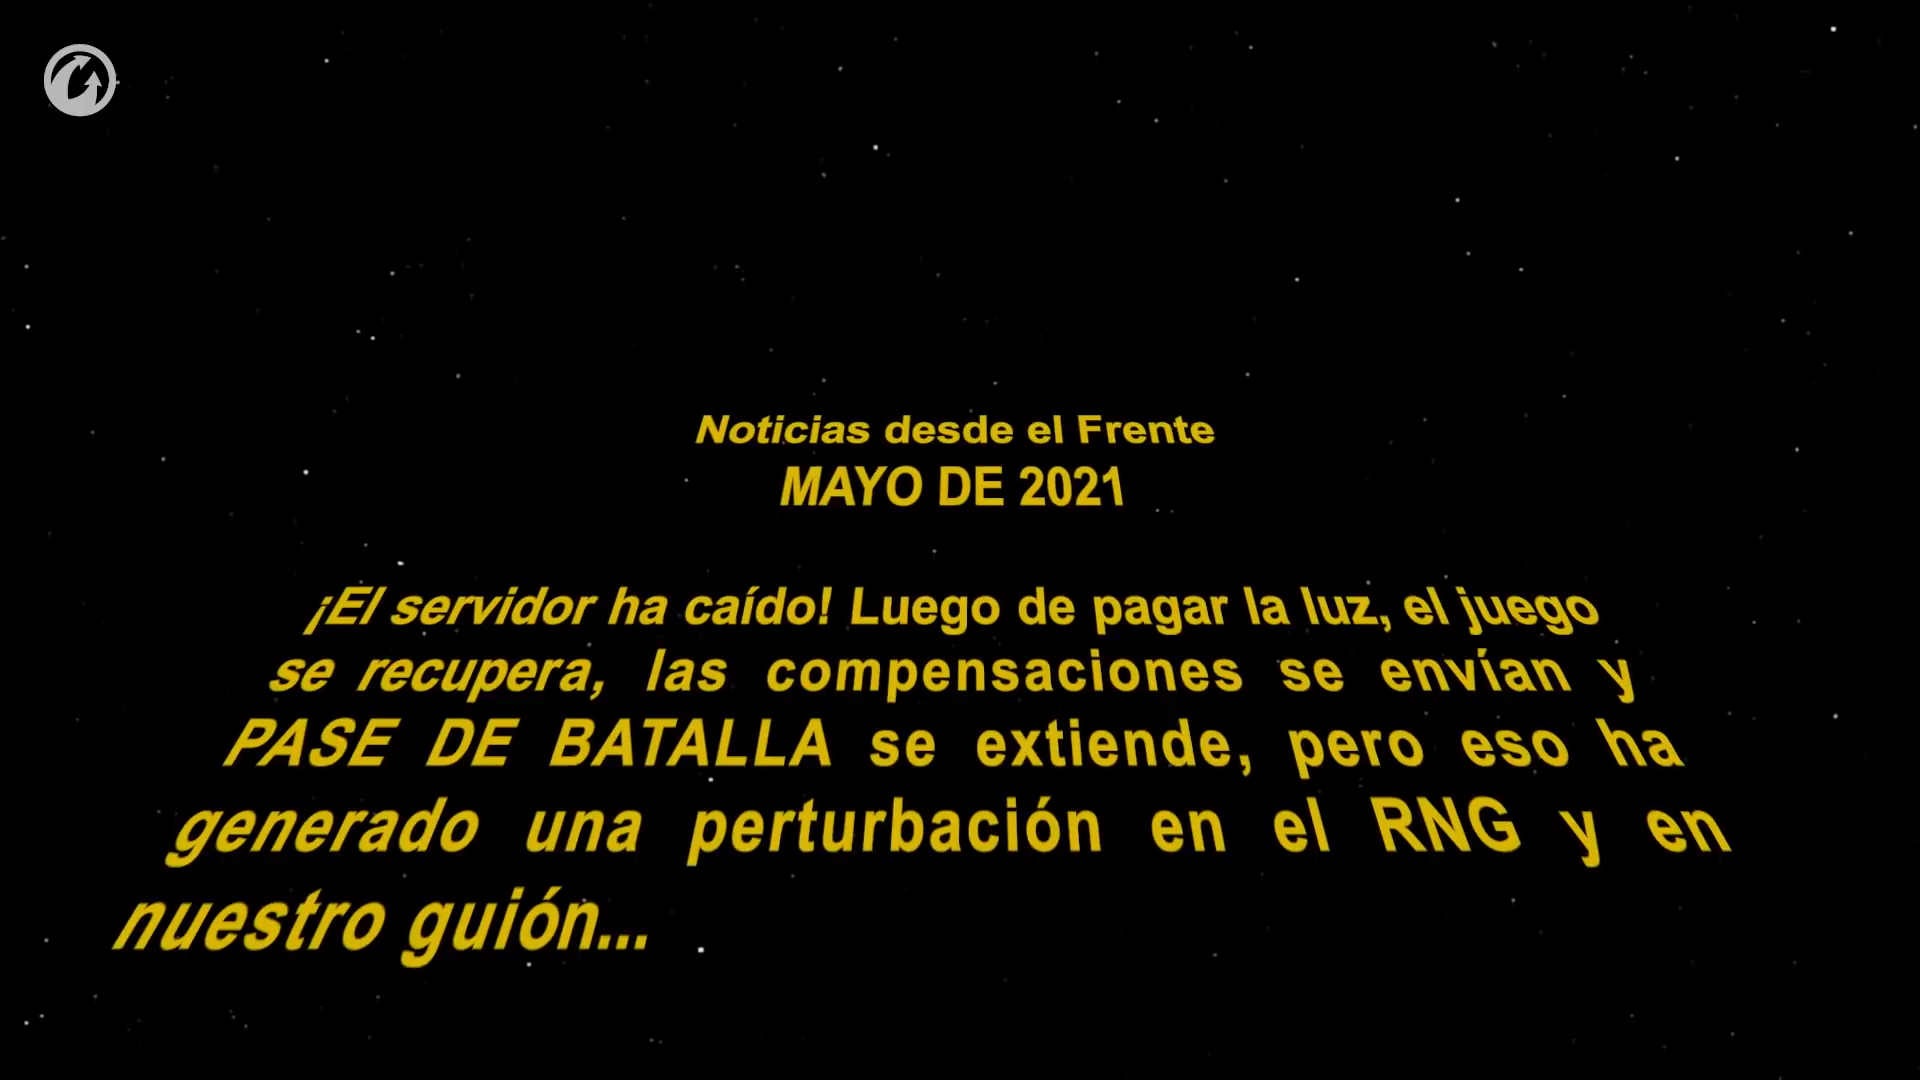 Noticias desde el Frente
MAYO DE 2021
¡El servidor ha caído! Luego de pagar la luz, el juego
se recupera, las compensaciones se envían y
PASE DE BATALLA se extiende, pero eso ha
generado una perturbación en el RNG y en
nuestro guión...